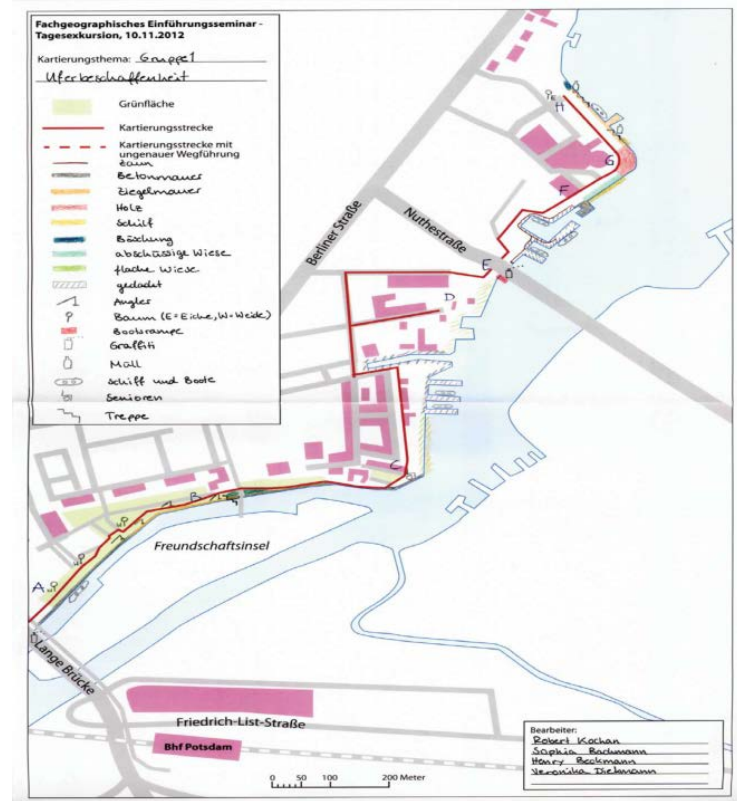 Fachgeographisches Einführungsseminar -
Tagesexkursion, 10.11.2012
Kartierungsthema: Gruppe 1
Uferbeschaffenheit
Grünfläche
Kartierungsstrecke
Kartierungsstrecke mit
ungenauer Wegführung
Zaun
Betonmauer
Ziegelmauer
Holz
Schilf
Böschung
abschüssige Wiese
flache Wiese
gedacht
Angler
Baum (E=Eiche, W=Weide)
Bootsrampe
Graffiti
Müll
Schiff und Boote
Senioren
Treppe
Berliner Straße
Nuthestraße
E
H
G
F
E
D
C
B
A
W
W
W
Freundschaftsinsel
Lange Brücke
Friedrich-List-Straße
Bhf Potsdam
0 50 100 200 Meter
Bearbeiter:
Robert Kochan
Sophia Bachmann
Henry Beckmann
Veronika Diekmann